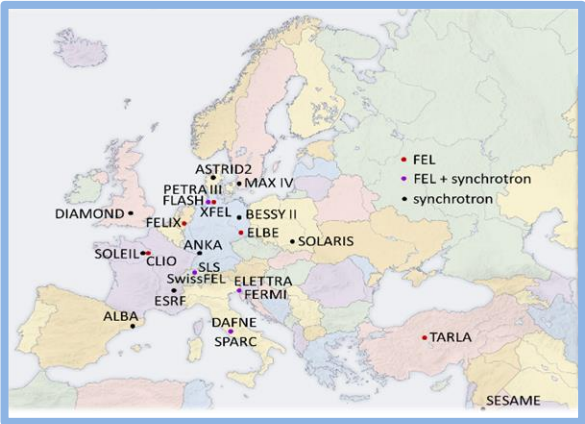 FEL
FEL + synchrotron
synchrotron
ASTRID2
MAX IV
PETRA III
FLASH
XFEL
DIAMOND
BESSY II
FELIX
ELBE
SOLARIS
ANKA
SOLEIL
CLIO
SLS
SwissFEL
ELETTRA
FERMI
ESRF
ALBA
DAFNE
SPARC
TARLA
SESAME